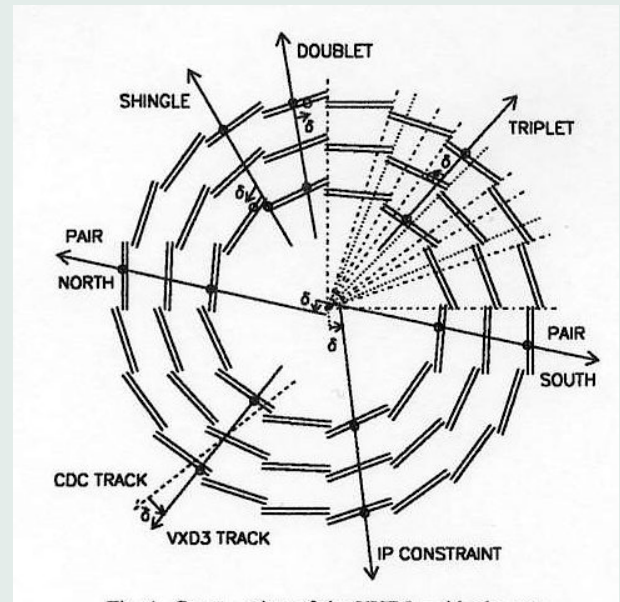 DOUBLET
SHINGLE
δ
TRIPLET
δ
δ
PAIR
NORTH
δ
δ
PAIR
SOUTH
CDC TRACK
δ
VXD3 TRACK
IP CONSTRAINT